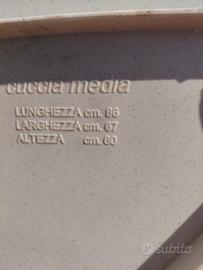 cuccia media
LUNGHEZZA cm. 86
LARGHEZZA cm. 67
ALTEZZA cm. 60
subito